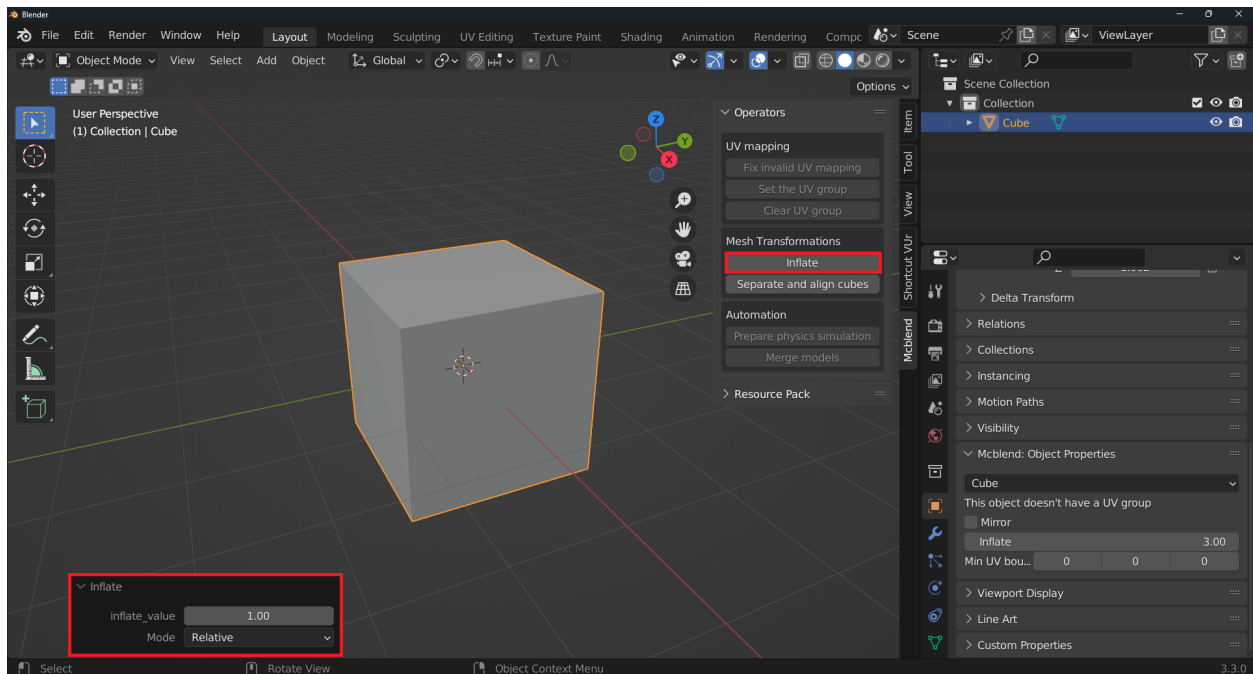 Blender
File Edit Render Window Help Layout Modeling Sculpting UV Editing Texture Paint Shading Animation Rendering Compc Scene ViewLayer
Object Mode View Select Add Object Global
Options
User Perspective
(1) Collection | Cube
Z
Y
X
Operators
UV mapping
Fix invalid UV mapping
Set the UV group
Clear UV group
Mesh Transformations
Inflate
Separate and align cubes
Automation
Prepare physics simulation
Merge models
Resource Pack
Item
Tool
View
Shortcut VUr
Mcblend
Scene Collection
Collection
Cube
Delta Transform
Relations
Collections
Instancing
Motion Paths
Visibility
Mcblend: Object Properties
Cube
This object doesn't have a UV group
Mirror
Inflate 3.00
Min UV bou... 0 0 0
Viewport Display
Line Art
Custom Properties
Inflate
inflate_value 1.00
Mode Relative
Select Rotate View Object Context Menu 3.3.0